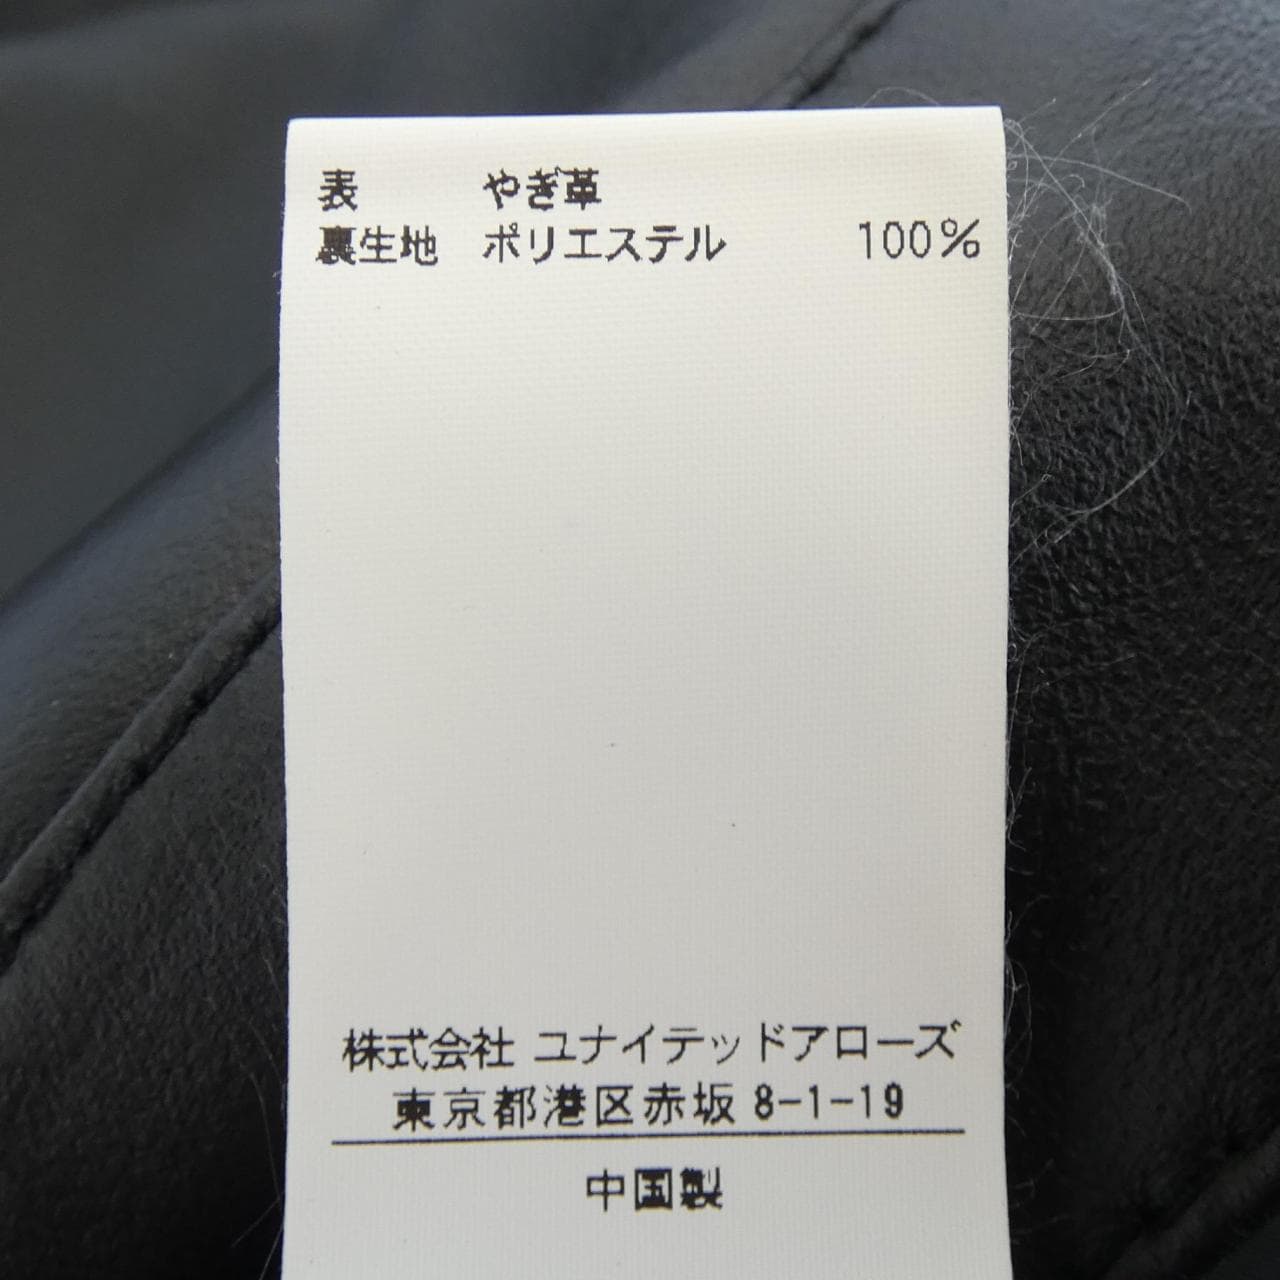 表 やぎ革
裏生地 ポリエステル 100%
株式会社 ユナイテッドアローズ
東京都港区赤坂 8-1-19
中国製